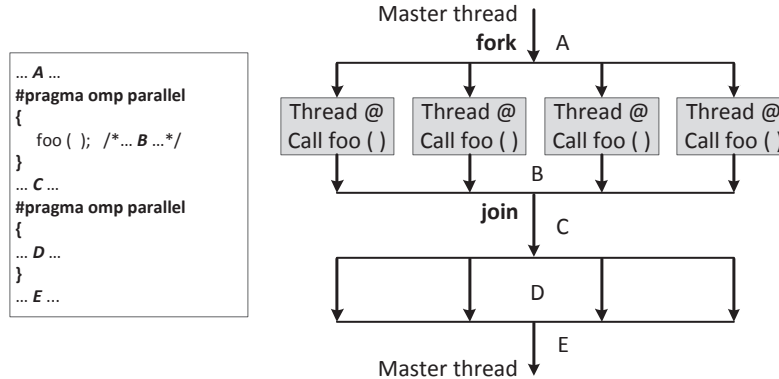 ... A ...
#pragma omp parallel
{
foo ( ); /*... B ...*/
}
... C ...
#pragma omp parallel
{
... D ...
}
... E ...
Master thread
fork A
Thread @ Thread @ Thread @ Thread @
Call foo ( ) Call foo ( ) Call foo ( ) Call foo ( )
B
join C
D
E
Master thread